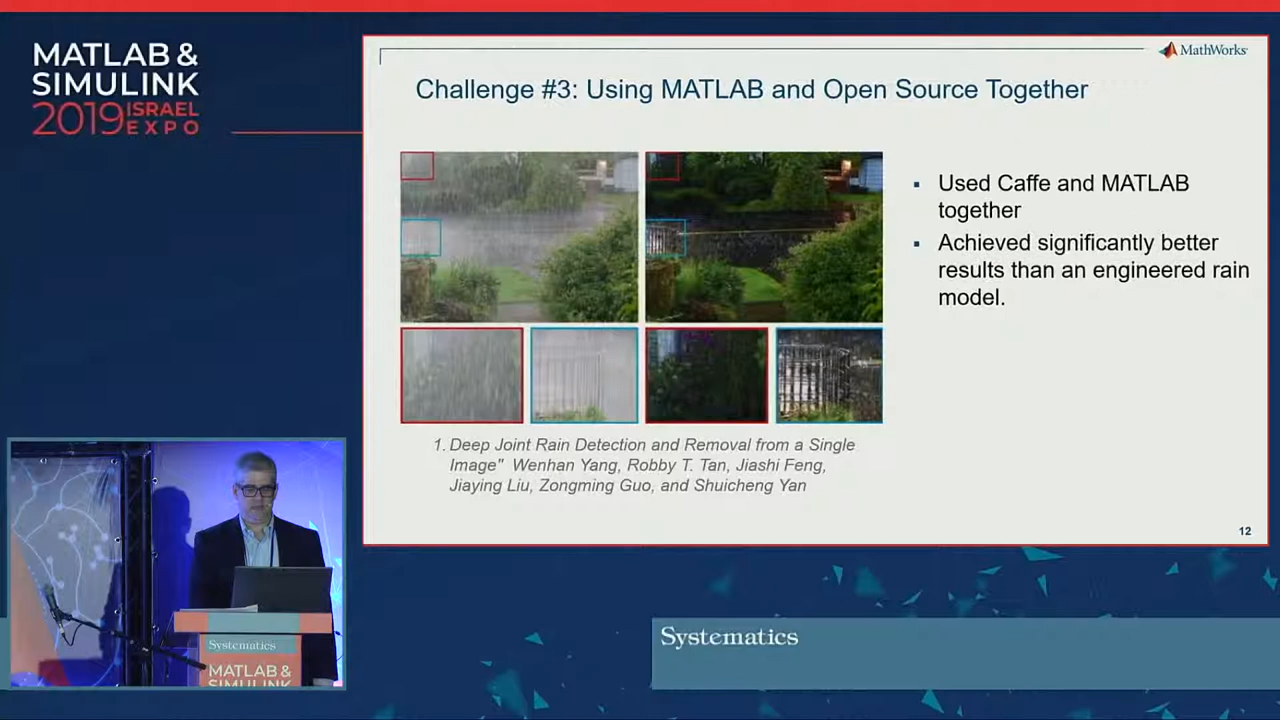 MATLAB &
SIMULINK
2019 ISRAEL EXPO
MathWorks
Challenge #3: Using MATLAB and Open Source Together
▪ Used Caffe and MATLAB
together
▪ Achieved significantly better
results than an engineered rain
model.
1. Deep Joint Rain Detection and Removal from a Single
Image" Wenhan Yang, Robby T. Tan, Jiashi Feng,
Jiaying Liu, Zongming Guo, and Shuicheng Yan
12
Systematics
MATLAB &
SIMULINK
Systematics